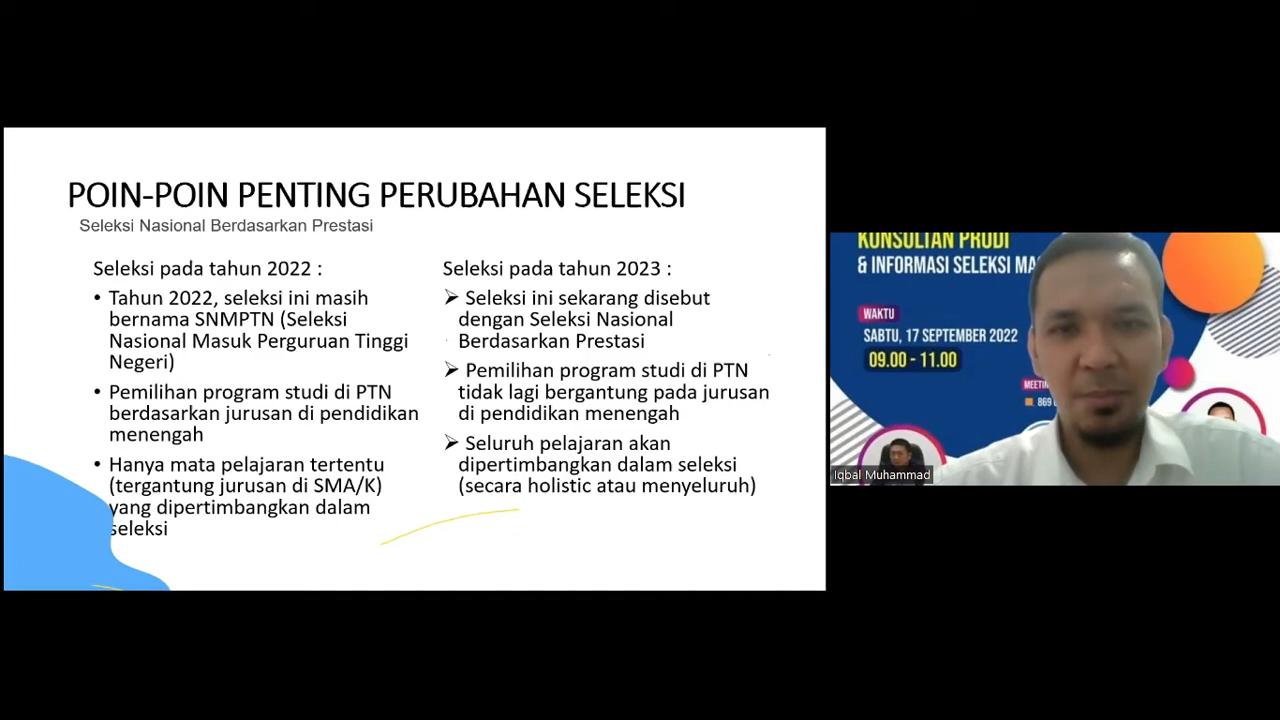 POIN-POIN PENTING PERUBAHAN SELEKSI
Seleksi Nasional Berdasarkan Prestasi
Seleksi pada tahun 2022 :
• Tahun 2022, seleksi ini masih
bernama SNMPTN (Seleksi
Nasional Masuk Perguruan Tinggi
Negeri)
• Pemilihan program studi di PTN
berdasarkan jurusan di pendidikan
menengah
• Hanya mata pelajaran tertentu
(tergantung jurusan di SMA/K)
yang dipertimbangkan dalam
seleksi
Seleksi pada tahun 2023 :
➢ Seleksi ini sekarang disebut
dengan Seleksi Nasional
Berdasarkan Prestasi
➢ Pemilihan program studi di PTN
tidak lagi bergantung pada jurusan
di pendidikan menengah
➢ Seluruh pelajaran akan
dipertimbangkan dalam seleksi
(secara holistic atau menyeluruh)
KONSULTAN PRODI
& INFORMASI SELEKSI
WAKTU
SABTU, 17 SEPTEMBER 2022
09.00 - 11.00
869
Iqbal Muhammad